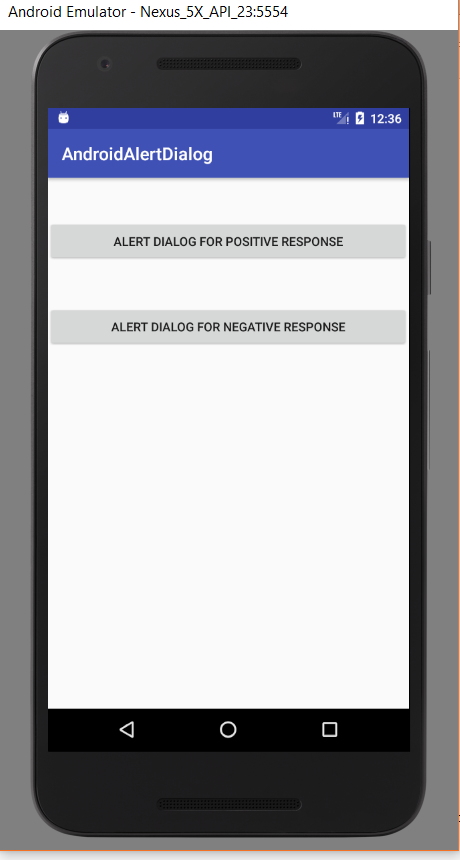 Android Emulator - Nexus_5X_API_23:5554
LTE 12:36
AndroidAlertDialog
ALERT DIALOG FOR POSITIVE RESPONSE
ALERT DIALOG FOR NEGATIVE RESPONSE